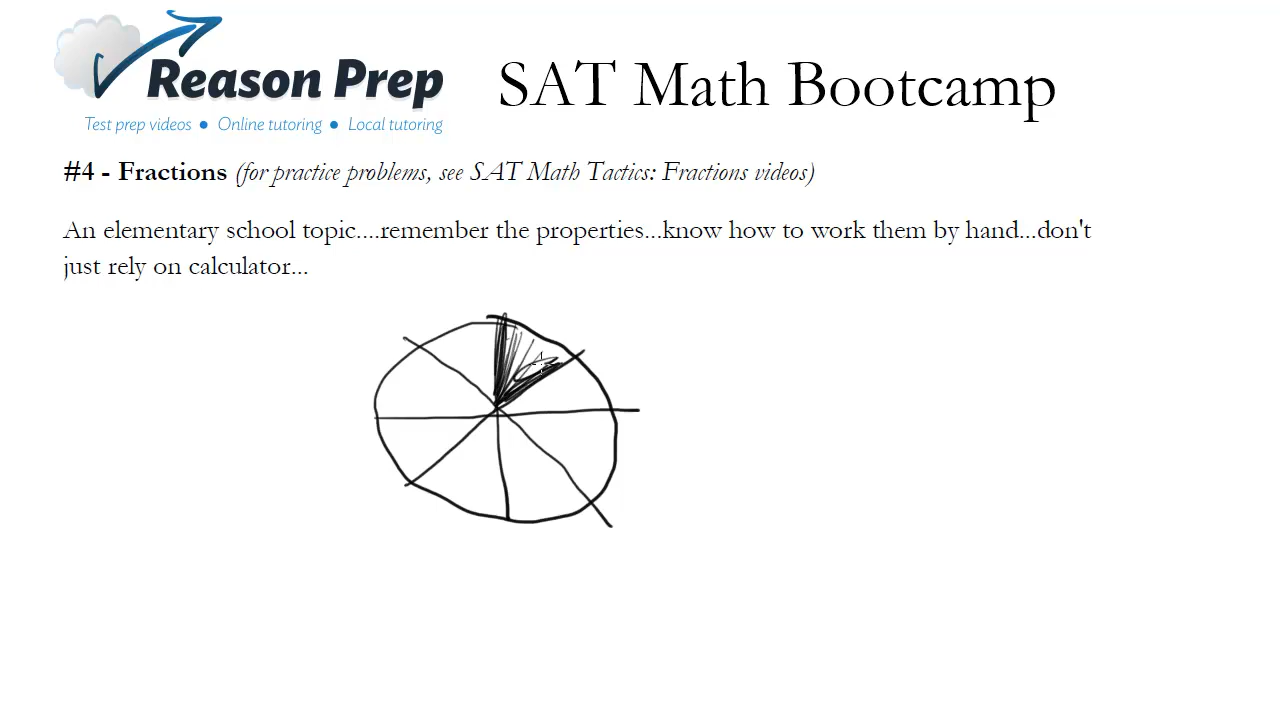 Reason Prep
Test prep videos ● Online tutoring ● Local tutoring
SAT Math Bootcamp
#4 - Fractions (for practice problems, see SAT Math Tactics: Fractions videos)
An elementary school topic....remember the properties...know how to work them by hand...don't
just rely on calculator...